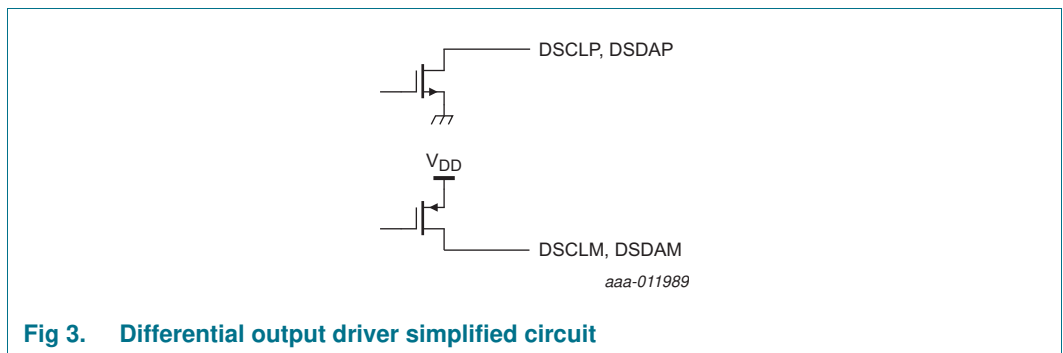 DSCLP, DSDAP
VDD
DSCLM, DSDAM
aaa-011989
Fig 3. Differential output driver simplified circuit